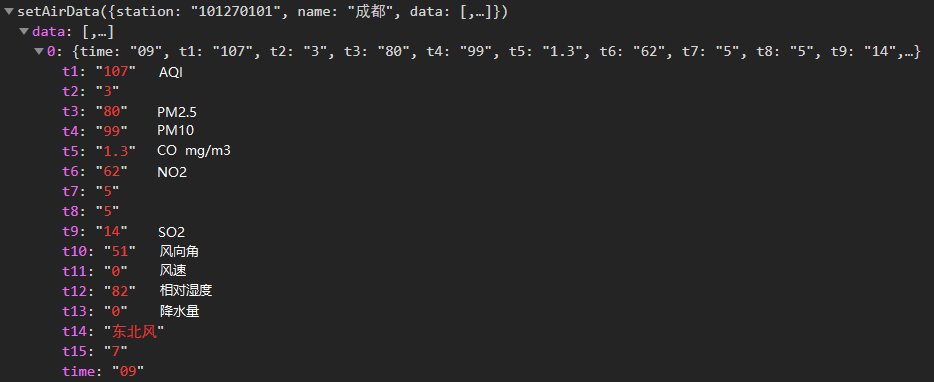 setAirData({station: "101270101", name: "成都", data: [,…]})
data: [,…]
0: {time: "09", t1: "107", t2: "3", t3: "80", t4: "99", t5: "1.3", t6: "62", t7: "5", t8: "5", t9: "14",…}
t1: "107" AQI
t2: "3"
t3: "80" PM2.5
t4: "99" PM10
t5: "1.3" CO mg/m3
t6: "62" NO2
t7: "5"
t8: "5"
t9: "14" SO2
t10: "51" 风向角
t11: "0" 风速
t12: "82" 相对湿度
t13: "0" 降水量
t14: "东北风"
t15: "7"
time: "09"